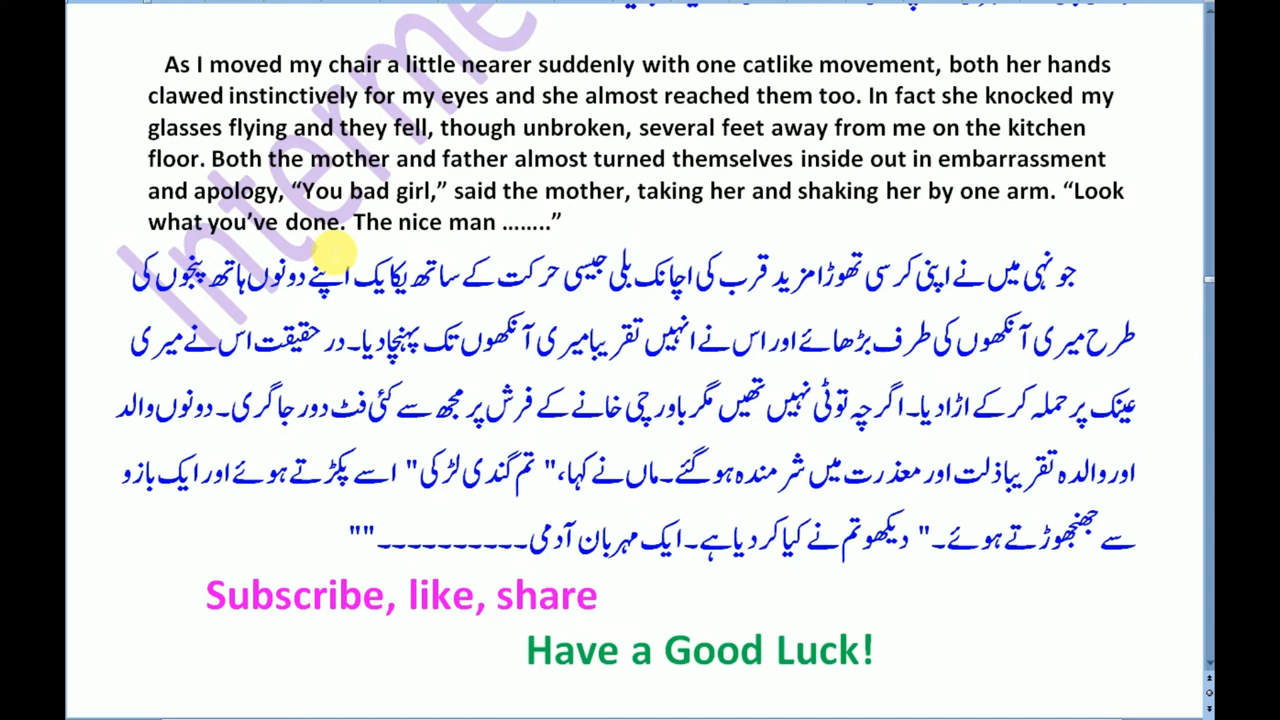 As I moved my chair a little nearer suddenly with one catlike movement, both her hands
clawed instinctively for my eyes and she almost reached them too. In fact she knocked my
glasses flying and they fell, though unbroken, several feet away from me on the kitchen
floor. Both the mother and father almost turned themselves inside out in embarrassment
and apology, “You bad girl,” said the mother, taking her and shaking her by one arm. “Look
what you’ve done. The nice man ……..”
جونہی میں نے اپنی کرسی تھوڑا مزید قرب کی اچانک بلی جیسی حرکت کے ساتھ یکایک اپنے دونوں ہاتھ پنجوں کی
طرح میری آنکھوں کی طرف بڑھائے اور اس نے انہیں تقریبا میری آنکھوں تک پہنچا دیا۔ در حقیقت اس نے میری
عینک پر حملہ کر کے اڑا دیا۔ اگرچہ توٹی نہیں تھیں مگر باورچی خانے کے فرش پر مجھ سے کئی فٹ دور جا گری۔ دونوں والد
اور والدہ تقریبا ذلت اور معذرت میں شرمندہ ہو گئے۔ ماں نے کہا، "تم گندی لڑکی" اسے پکڑتے ہوئے اور ایک بازو
سے جھنجھوڑتے ہوئے۔ "دیکھو تم نے کیا کر دیا ہے۔ ایک مہربان آدمی۔۔۔۔۔۔۔۔۔۔ ""
Subscribe, like, share
Have a Good Luck!
Interme